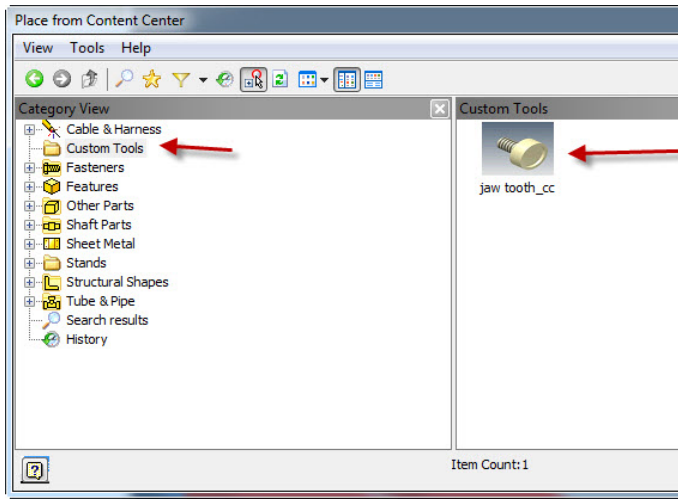 Place from Content Center
View Tools Help
Category View
Custom Tools
Cable & Harness
Custom Tools
Fasteners
Features
Other Parts
Shaft Parts
Sheet Metal
Stands
Structural Shapes
Tube & Pipe
Search results
History
jaw tooth_cc
Item Count:1